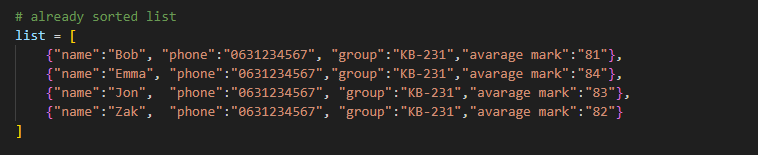 # already sorted list
list = [
    {"name":"Bob", "phone":"0631234567", "group":"KB-231","avarage mark":"81"},
    {"name":"Emma", "phone":"0631234567","group":"KB-231","avarage mark":"84"},
    {"name":"Jon",  "phone":"0631234567", "group":"KB-231","avarage mark":"83"},
    {"name":"Zak",  "phone":"0631234567", "group":"KB-231","avarage mark":"82"}
]